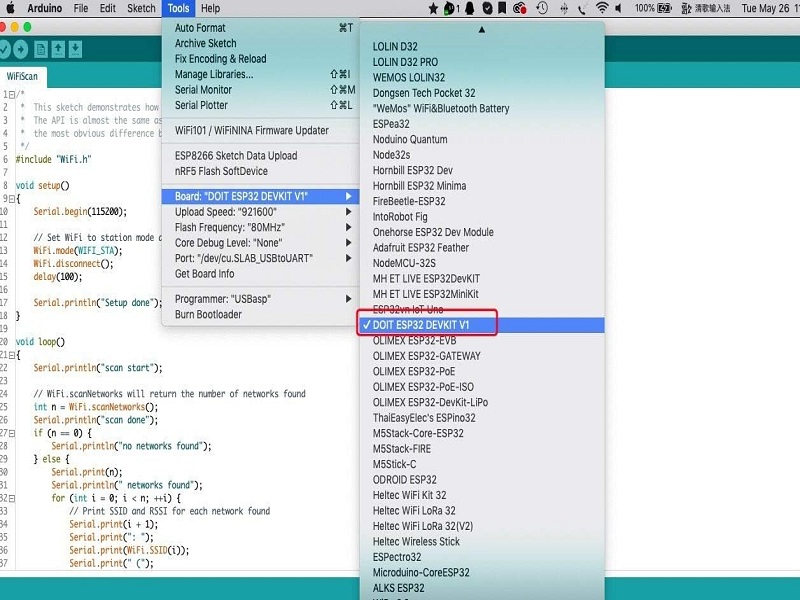 Arduino File Edit Sketch Tools Help
1 100% 清歌输入法 Tue May 26
WiFiScan
Auto Format ⌘T
Archive Sketch
Fix Encoding & Reload
Manage Libraries... ⇧⌘I
Serial Monitor ⇧⌘M
Serial Plotter ⇧⌘L
WiFi101 / WiFiNINA Firmware Updater
ESP8266 Sketch Data Upload
nRF5 Flash SoftDevice
Board: "DOIT ESP32 DEVKIT V1"
Upload Speed: "921600"
Flash Frequency: "80MHz"
Core Debug Level: "None"
Port: "/dev/cu.SLAB_USBtoUART"
Get Board Info
Programmer: "USBasp"
Burn Bootloader
LOLIN D32
LOLIN D32 PRO
WEMOS LOLIN32
Dongsen Tech Pocket 32
"WeMos" WiFi&Bluetooth Battery
ESPea32
Noduino Quantum
Node32s
Hornbill ESP32 Dev
Hornbill ESP32 Minima
FireBeetle-ESP32
IntoRobot Fig
Onehorse ESP32 Dev Module
Adafruit ESP32 Feather
NodeMCU-32S
MH ET LIVE ESP32DevKIT
MH ET LIVE ESP32MiniKit
ESP32vn IoT Uno
✓ DOIT ESP32 DEVKIT V1
OLIMEX ESP32-EVB
OLIMEX ESP32-GATEWAY
OLIMEX ESP32-PoE
OLIMEX ESP32-PoE-ISO
OLIMEX ESP32-DevKit-LiPo
ThaiEasyElec's ESPino32
M5Stack-Core-ESP32
M5Stack-FIRE
M5Stick-C
ODROID ESP32
Heltec WiFi Kit 32
Heltec WiFi LoRa 32
Heltec WiFi LoRa 32(V2)
Heltec Wireless Stick
ESPectro32
Microduino-CoreESP32
ALKS ESP32
1 /*
2 * This sketch demonstrates how
3 * The API is almost the same as
4 * the most obvious difference b
5 */
6 #include "WiFi.h"
7
8 void setup()
9 {
10 Serial.begin(115200);
11
12 // Set WiFi to station mode
13 WiFi.mode(WIFI_STA);
14 WiFi.disconnect();
15 delay(100);
16
17 Serial.println("Setup done");
18 }
19
20 void loop()
21 {
22 Serial.println("scan start");
23
24 // WiFi.scanNetworks will return the number of networks found
25 int n = WiFi.scanNetworks();
26 Serial.println("scan done");
27 if (n == 0) {
28 Serial.println("no networks found");
29 } else {
30 Serial.print(n);
31 Serial.println(" networks found");
32 for (int i = 0; i < n; ++i) {
33 // Print SSID and RSSI for each network found
34 Serial.print(i + 1);
35 Serial.print(": ");
36 Serial.print(WiFi.SSID(i));
37 Serial.print(" (");